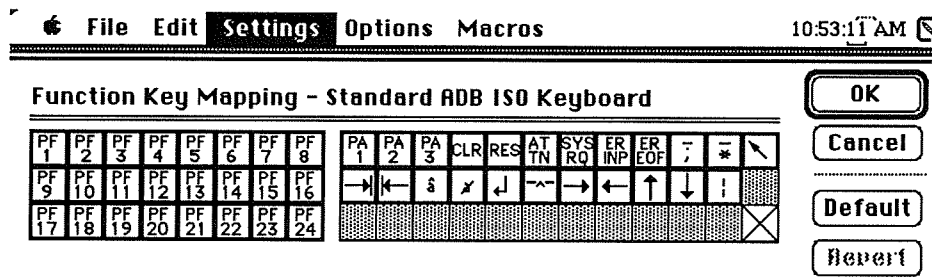 File Edit Settings Options Macros 10:53:11 AM
Function Key Mapping - Standard ADB ISO Keyboard
OK
PF 1 PF 2 PF 3 PF 4 PF 5 PF 6 PF 7 PF 8 PA 1 PA 2 PA 3 CLR RES AT TN SYS RQ ER INP ER EOF
Cancel
PF 9 PF 10 PF 11 PF 12 PF 13 PF 14 PF 15 PF 16 â
Default
PF 17 PF 18 PF 19 PF 20 PF 21 PF 22 PF 23 PF 24
Revert